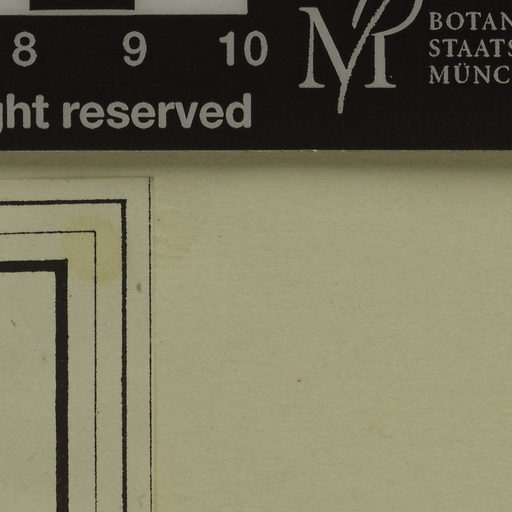 8 9 10
ght reserved
BOTAN
STAATS
MÜNC